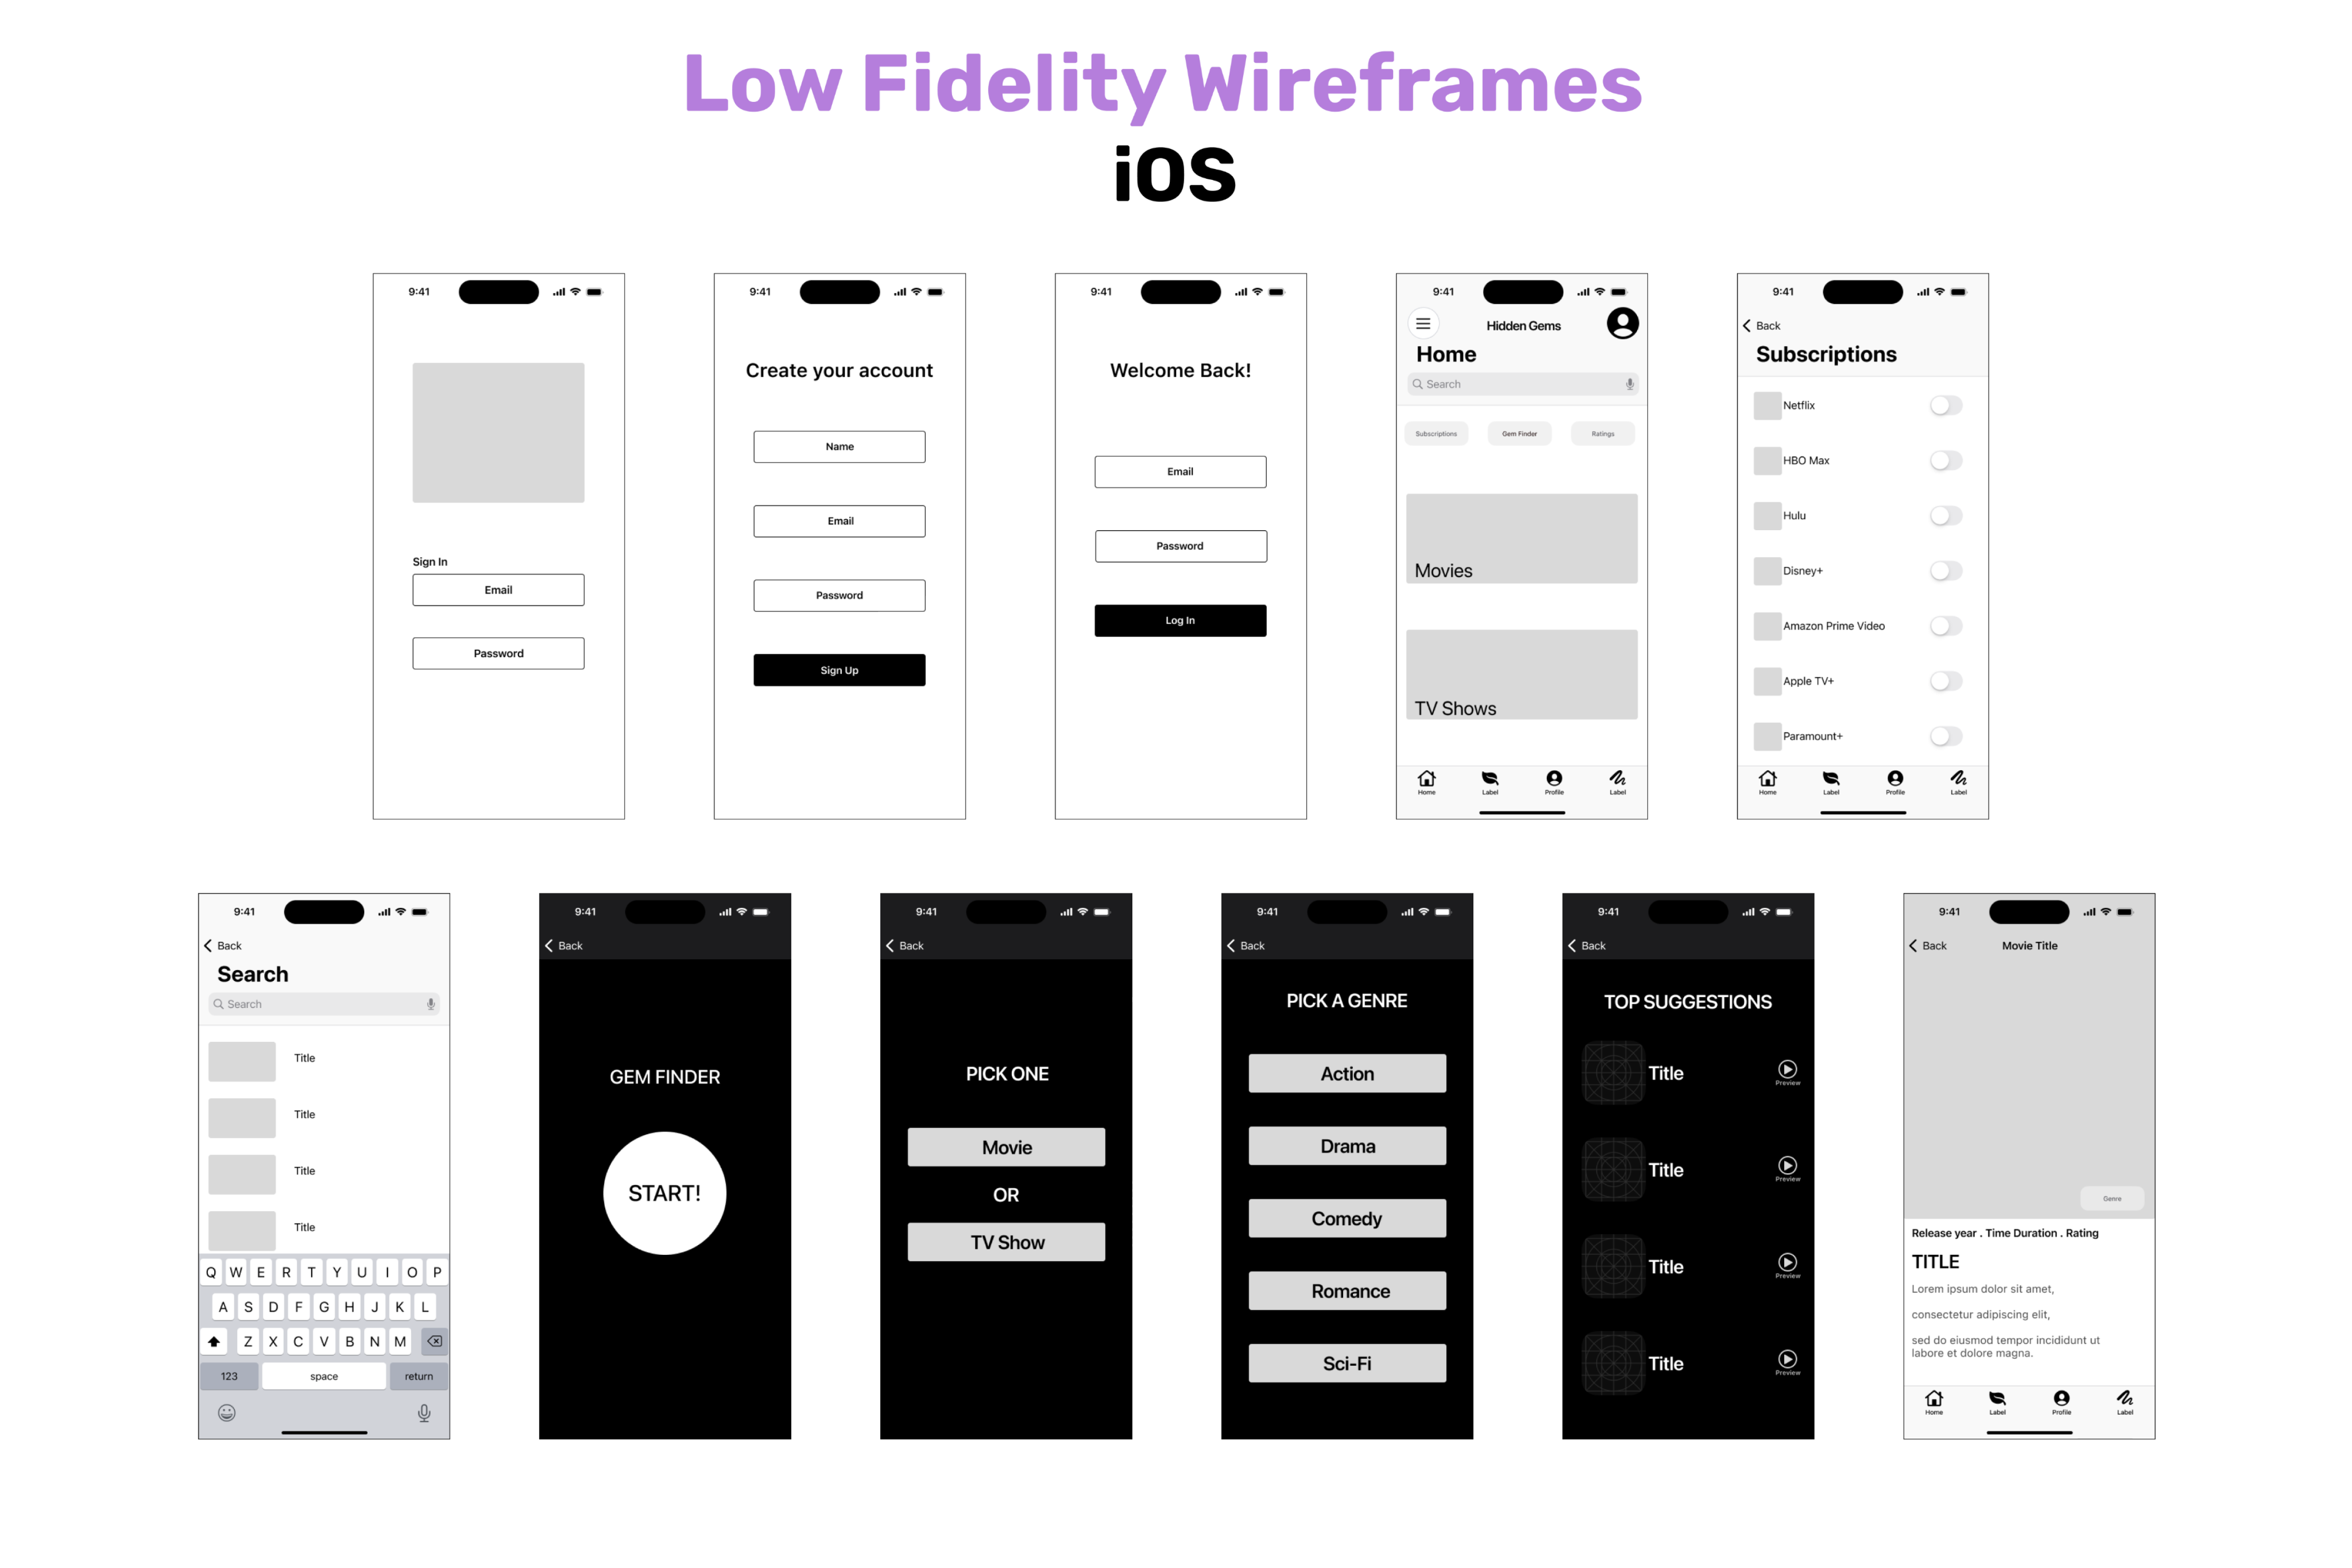 Low Fidelity Wireframes
iOS
9:41
Sign In
Email
Password
9:41
Create your account
Name
Email
Password
Sign Up
9:41
Welcome Back!
Email
Password
Log In
9:41
Hidden Gems
Home
Search
Subscriptions
Gem Finder
Ratings
Movies
TV Shows
Home
Label
Profile
Label
9:41
Back
Subscriptions
Netflix
HBO Max
Hulu
Disney+
Amazon Prime Video
Apple TV+
Paramount+
Home
Label
Profile
Label
9:41
Back
Search
Search
Title
Title
Title
Title
Q W E R T Y U I O P
A S D F G H J K L
Z X C V B N M
123 space return
9:41
Back
GEM FINDER
START!
9:41
Back
PICK ONE
Movie
OR
TV Show
9:41
Back
PICK A GENRE
Action
Drama
Comedy
Romance
Sci-Fi
9:41
Back
TOP SUGGESTIONS
Title
Preview
Title
Preview
Title
Preview
Title
Preview
9:41
Back
Movie Title
Genre
Release year . Time Duration . Rating
TITLE
Lorem ipsum dolor sit amet,
consectetur adipiscing elit,
sed do eiusmod tempor incididunt ut
labore et dolore magna.
Home
Label
Profile
Label